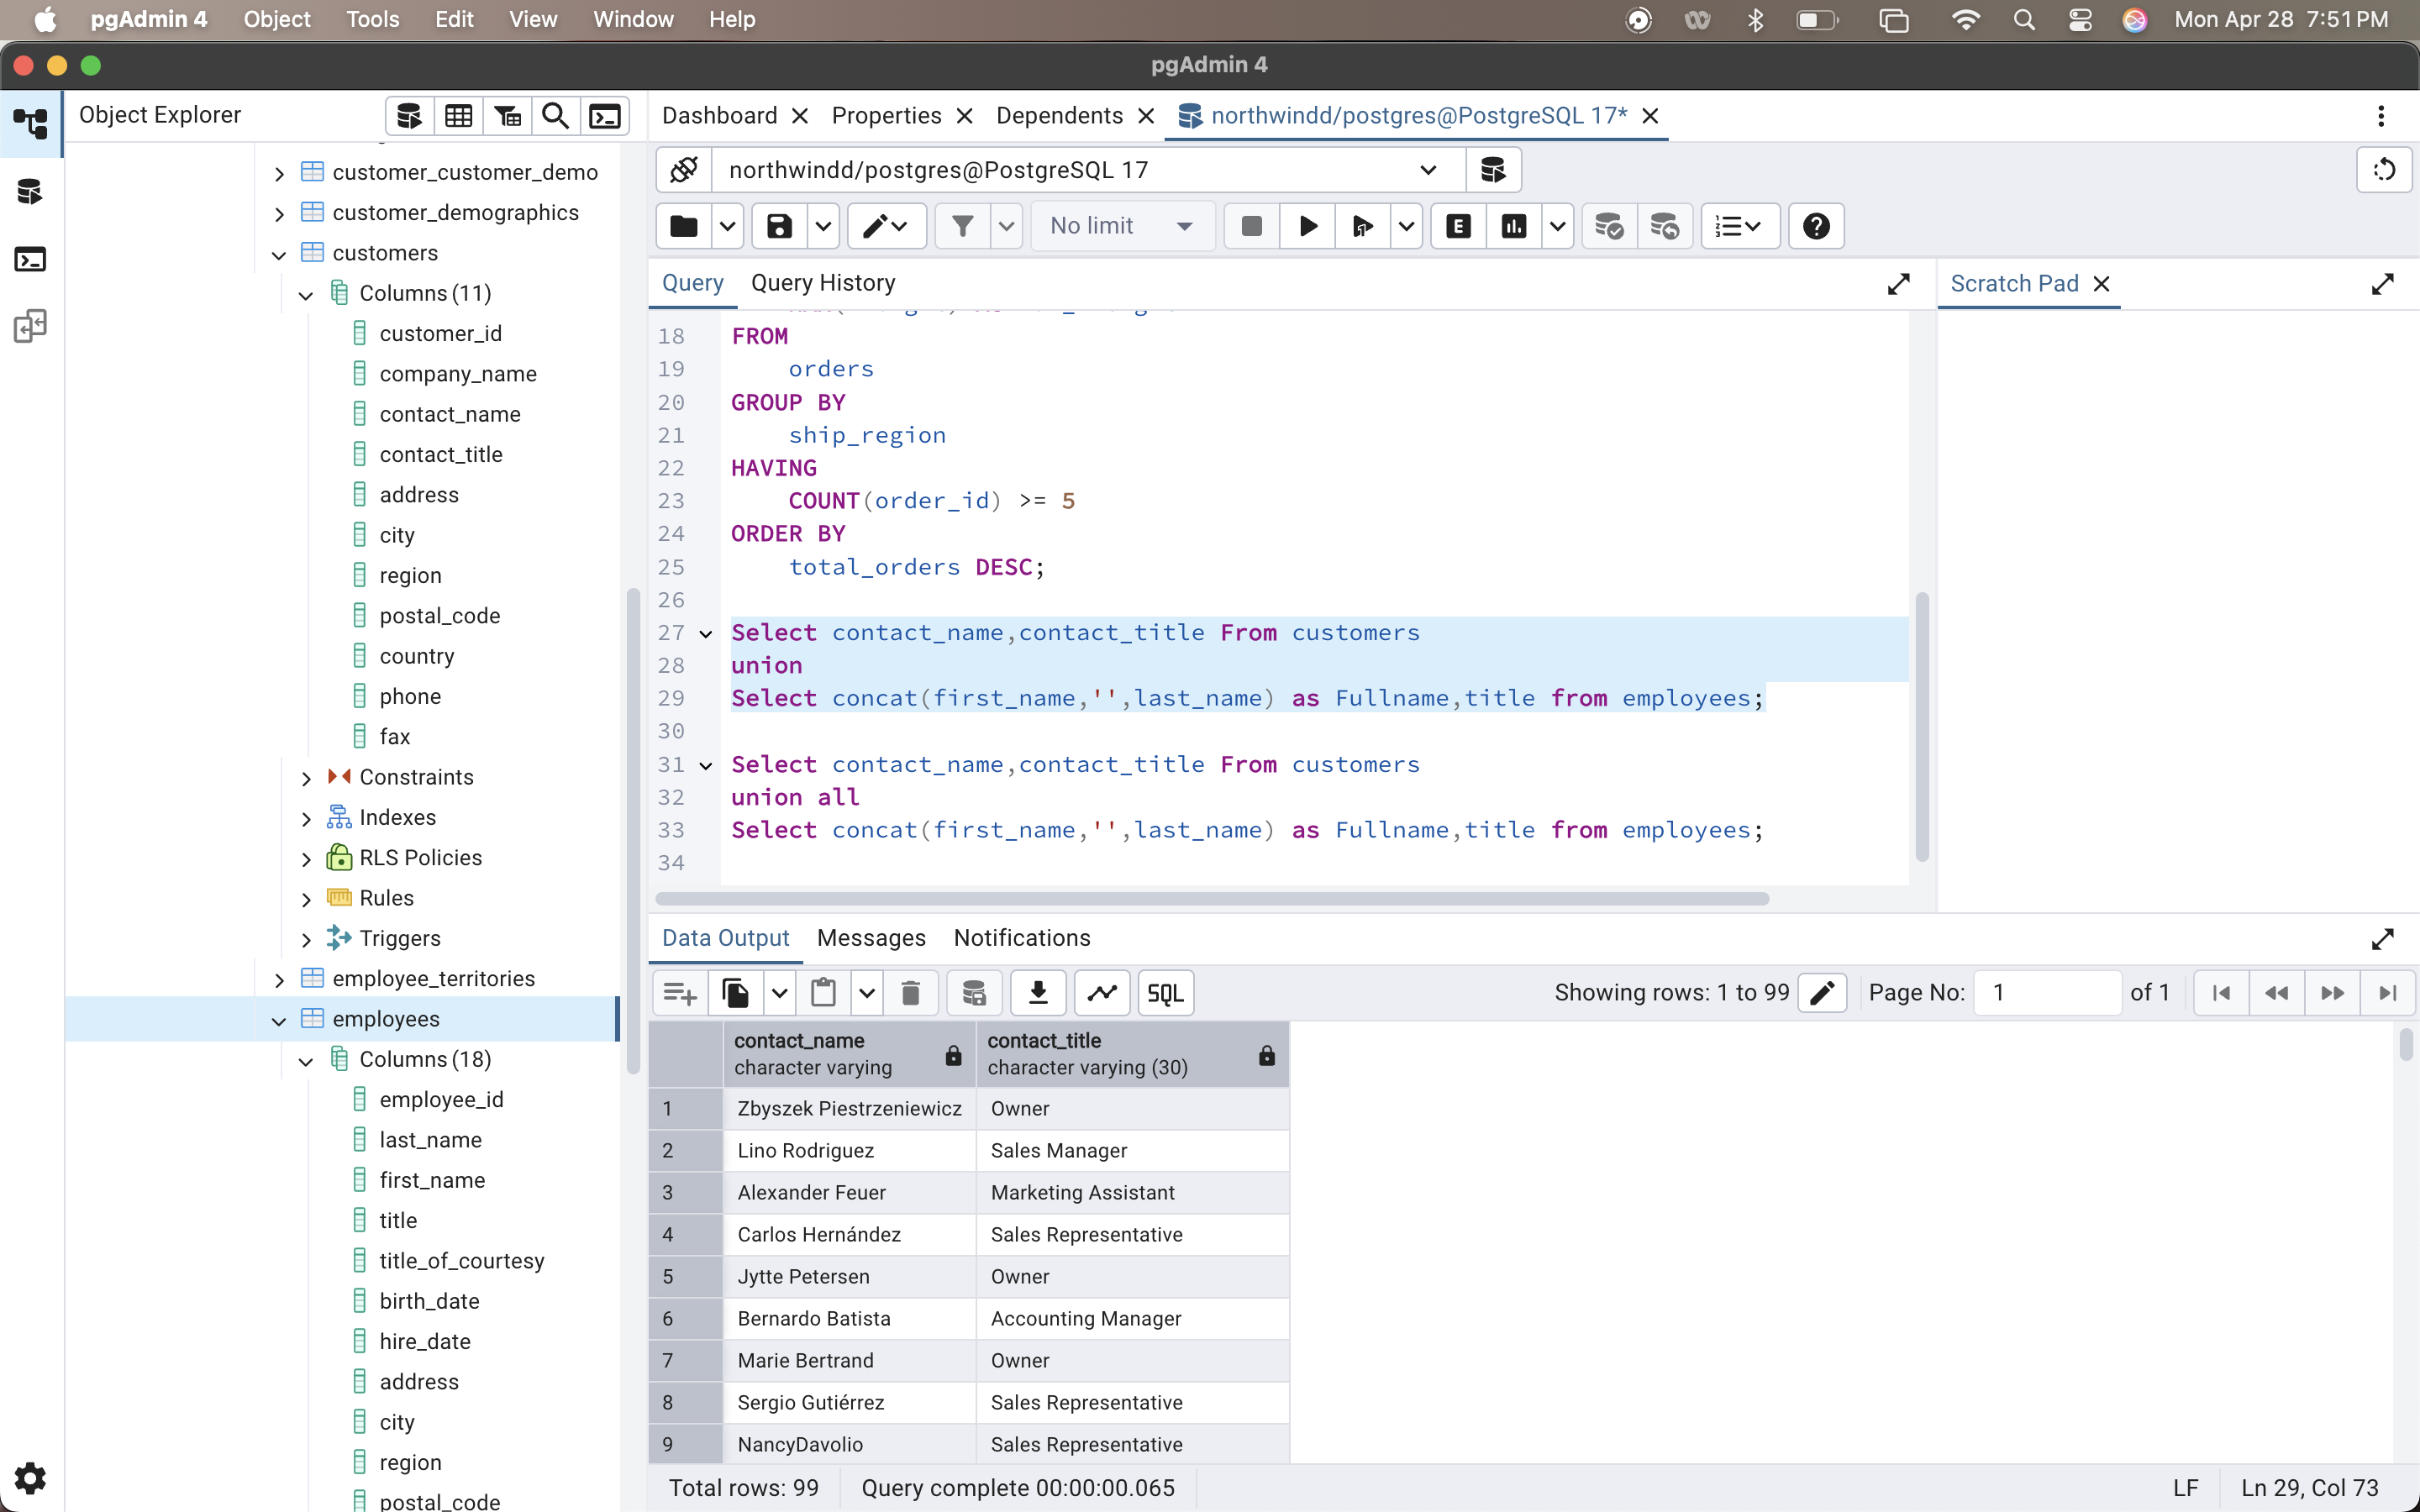 pgAdmin 4 Object Tools Edit View Window Help Mon Apr 28 7:51 PM
pgAdmin 4
Object Explorer
customer_customer_demo
customer_demographics
customers
Columns (11)
customer_id
company_name
contact_name
contact_title
address
city
region
postal_code
country
phone
fax
Constraints
Indexes
RLS Policies
Rules
Triggers
employee_territories
employees
Columns (18)
employee_id
last_name
first_name
title
title_of_courtesy
birth_date
hire_date
address
city
region
postal_code
Dashboard Properties Dependents northwindd/postgres@PostgreSQL 17*
northwindd/postgres@PostgreSQL 17
No limit E
Query Query History
Scratch Pad
18 FROM
19 orders
20 GROUP BY
21 ship_region
22 HAVING
23 COUNT(order_id) >= 5
24 ORDER BY
25 total_orders DESC;
26
27 Select contact_name,contact_title From customers
28 union
29 Select concat(first_name,'',last_name) as Fullname,title from employees;
30
31 Select contact_name,contact_title From customers
32 union all
33 Select concat(first_name,'',last_name) as Fullname,title from employees;
34
Data Output Messages Notifications
SQL Showing rows: 1 to 99 Page No: 1 of 1
contact_name contact_title
character varying character varying (30)
1 Zbyszek Piestrzeniewicz Owner
2 Lino Rodriguez Sales Manager
3 Alexander Feuer Marketing Assistant
4 Carlos Hernández Sales Representative
5 Jytte Petersen Owner
6 Bernardo Batista Accounting Manager
7 Marie Bertrand Owner
8 Sergio Gutiérrez Sales Representative
9 NancyDavolio Sales Representative
Total rows: 99 Query complete 00:00:00.065 LF Ln 29, Col 73